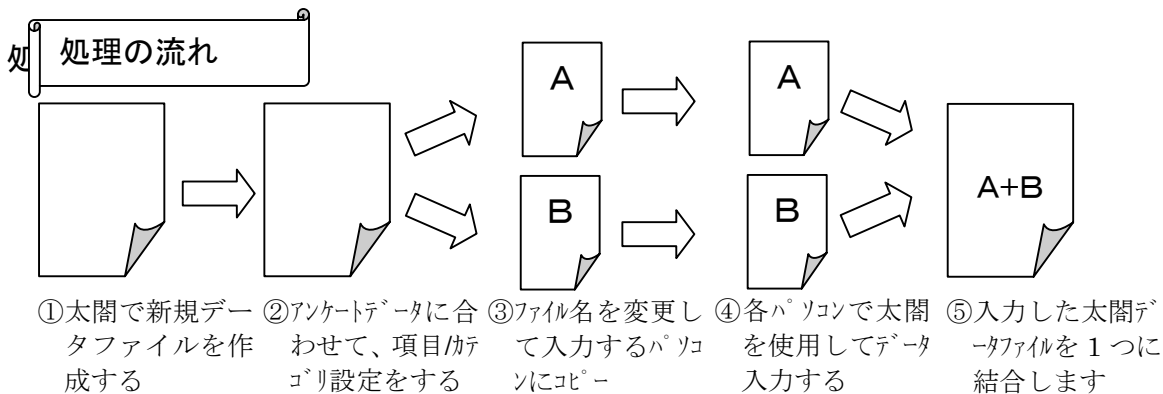 処
処理の流れ
A
A
B
B
A+B
①太閤で新規デー
タファイルを作
成する
②アンケートデータに合
わせて、項目/カテ
ゴリ設定をする
③ファイル名を変更し
て入力するパソコ
ンにコピー
④各パソコンで太閤
を使用してデータ
入力する
⑤入力した太閤デ
ータファイルを1つに
結合します